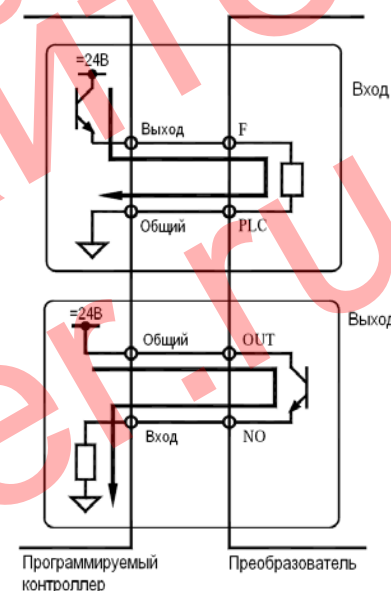 =24В
Вход
Выход
F
Общий
PLC
=24В
Выход
Общий
OUT
Вход
NO
Программируемый
контроллер
Преобразователь